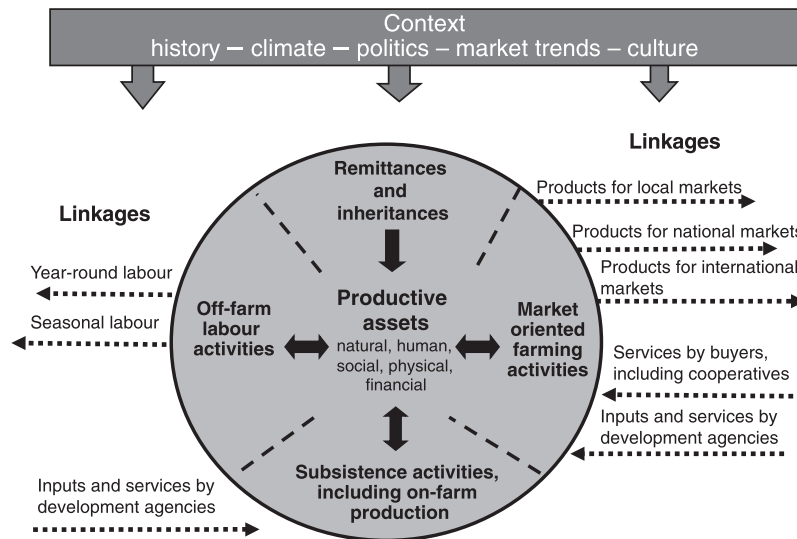 Context
history – climate – politics – market trends – culture
Linkages
Remittances
and
inheritances
Products for local markets
Linkages
Products for national markets
Year-round labour
Products for international
markets
Off-farm
labour
activities
Productive
assets
natural, human,
social, physical,
financial
Market
oriented
farming
activities
Seasonal labour
Services by buyers,
including cooperatives
Inputs and services by
development agencies
Subsistence activities,
including on-farm
production
Inputs and services by
development agencies